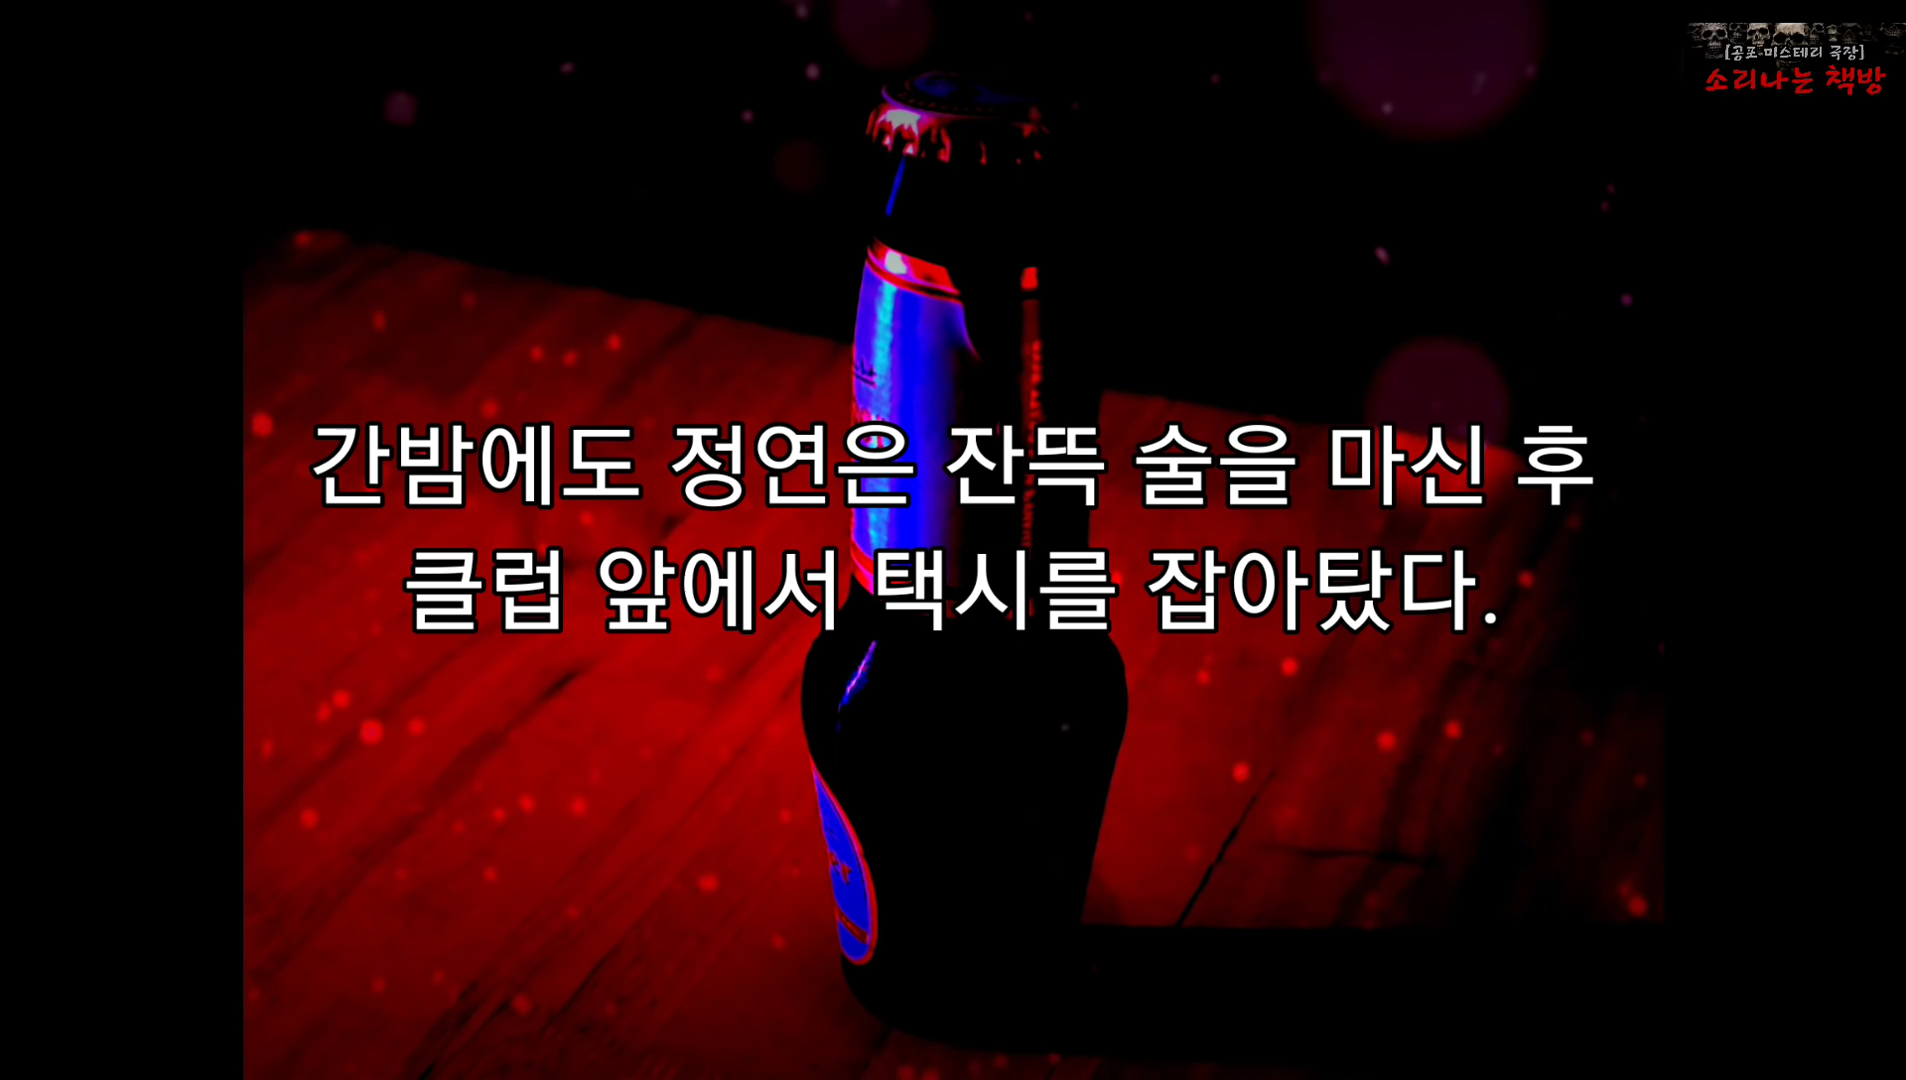 [공포·미스테리 극장]
소리나는 책방
간밤에도 정연은 잔뜩 술을 마신 후
클럽 앞에서 택시를 잡아탔다.